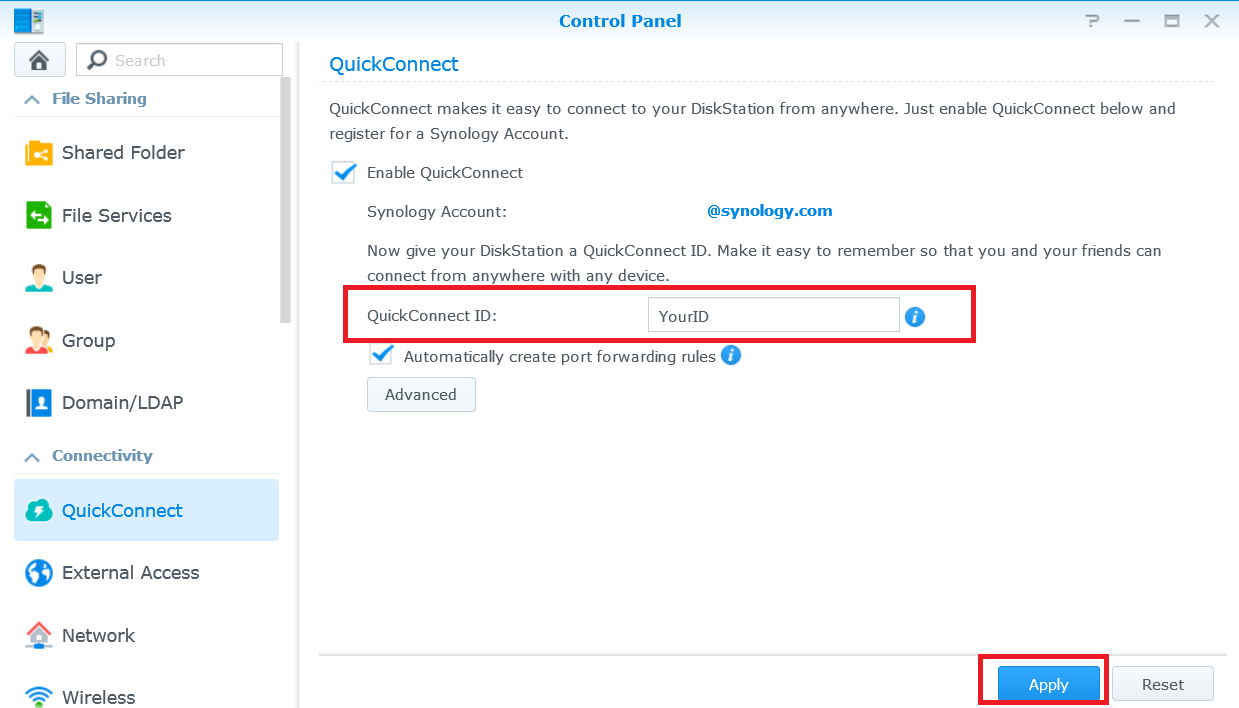 Control Panel
Search
File Sharing
Shared Folder
File Services
User
Group
Domain/LDAP
Connectivity
QuickConnect
External Access
Network
Wireless
QuickConnect
QuickConnect makes it easy to connect to your DiskStation from anywhere. Just enable QuickConnect below and
register for a Synology Account.
Enable QuickConnect
Synology Account: @synology.com
Now give your DiskStation a QuickConnect ID. Make it easy to remember so that you and your friends can
connect from anywhere with any device.
QuickConnect ID: YourID
Automatically create port forwarding rules
Advanced
Apply Reset